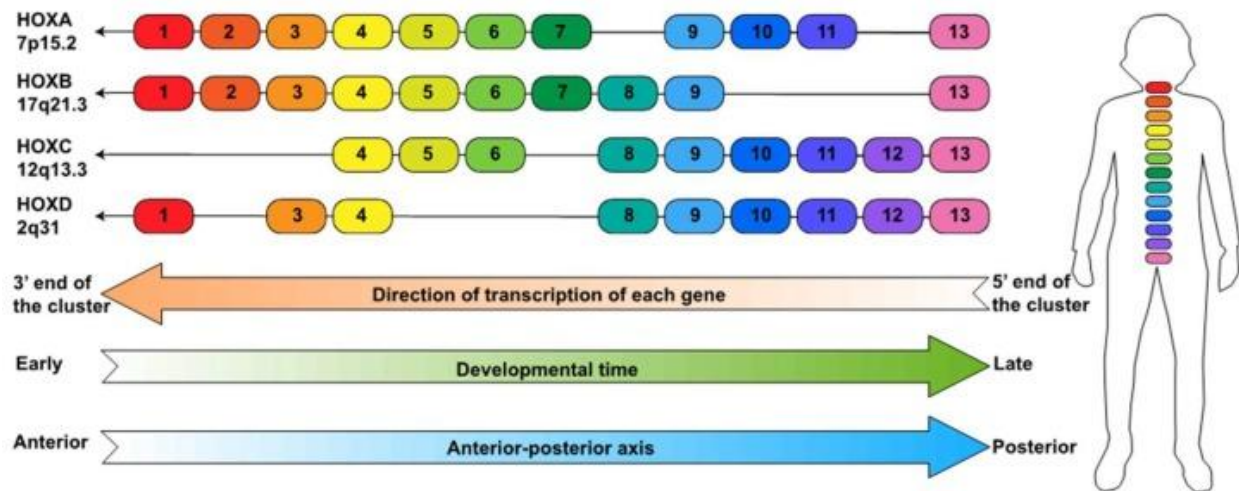 HOXA
7p15.2
1 2 3 4 5 6 7 9 10 11 13
HOXB
17q21.3
1 2 3 4 5 6 7 8 9 13
HOXC
12q13.3
4 5 6 8 9 10 11 12 13
HOXD
2q31
1 3 4 8 9 10 11 12 13
3’ end of
the cluster
Direction of transcription of each gene
5’ end of
the cluster
Early
Developmental time
Late
Anterior
Anterior-posterior axis
Posterior